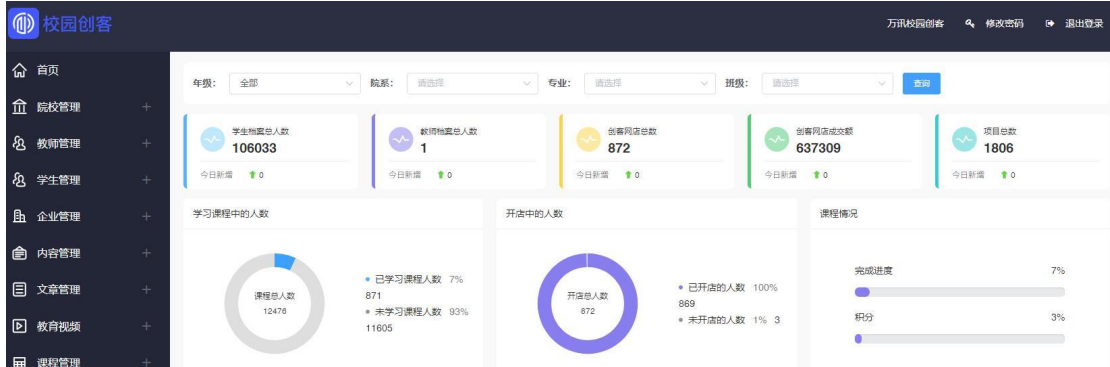 校园创客
万讯校园创客 修改密码 退出登录
首页
院校管理
教师管理
学生管理
企业管理
内容管理
文章管理
教育视频
课程管理
年级: 全部 院系: 请选择 专业: 请选择 班级: 请选择 查询
学生档案总人数
106033
今日新增 0
教师档案总人数
1
今日新增 0
创客网店总数
872
今日新增 0
创客网店成交额
637309
今日新增 0
项目总数
1806
今日新增 0
学习课程中的人数
课程总人数
12476
已学习课程人数 7%
871
未学习课程人数 93%
11605
开店中的人数
开店总人数
872
已开店的人数 100%
869
未开店的人数 1% 3
课程情况
完成进度 7%
积分 3%